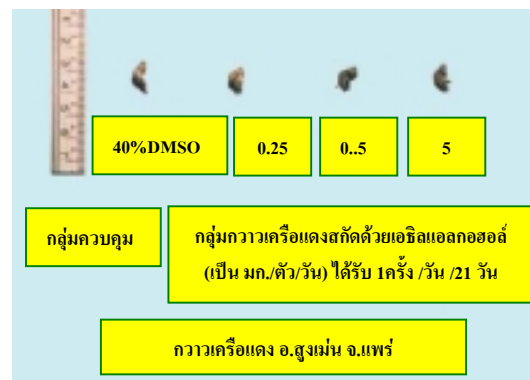 40%DMSO
0.25
0..5
5
กลุ่มควบคุม
กลุ่มกวาวเครือแดงสกัดด้วยเอธิลแอลกอฮอล์
(เป็น มก./ตัว/วัน) ได้รับ 1ครั้ง /วัน /21 วัน
กวาวเครือแดง อ.สูงเม่น จ.แพร่